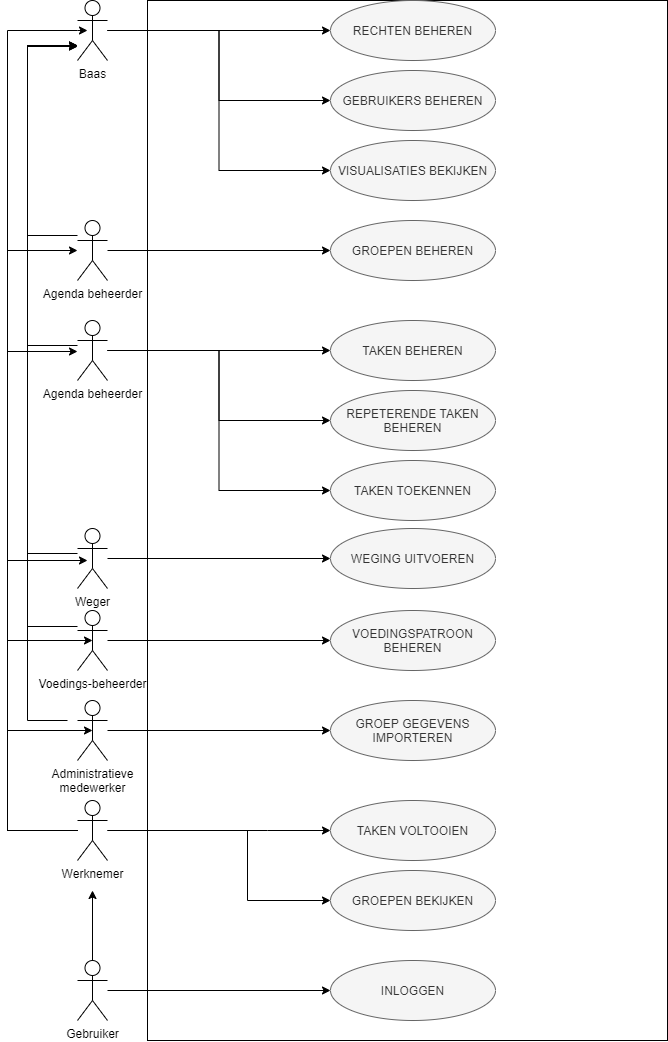 RECHTEN BEHEREN
Baas
GEBRUIKERS BEHEREN
VISUALISATIES BEKIJKEN
GROEPEN BEHEREN
Agenda beheerder
TAKEN BEHEREN
Agenda beheerder
REPETERENDE TAKEN
BEHEREN
TAKEN TOEKENNEN
WEGING UITVOEREN
Weger
VOEDINGSPATROON
BEHEREN
Voedings-beheerder
GROEP GEGEVENS
IMPORTEREN
Administratieve
medewerker
TAKEN VOLTOOIEN
Werknemer
GROEPEN BEKIJKEN
INLOGGEN
Gebruiker